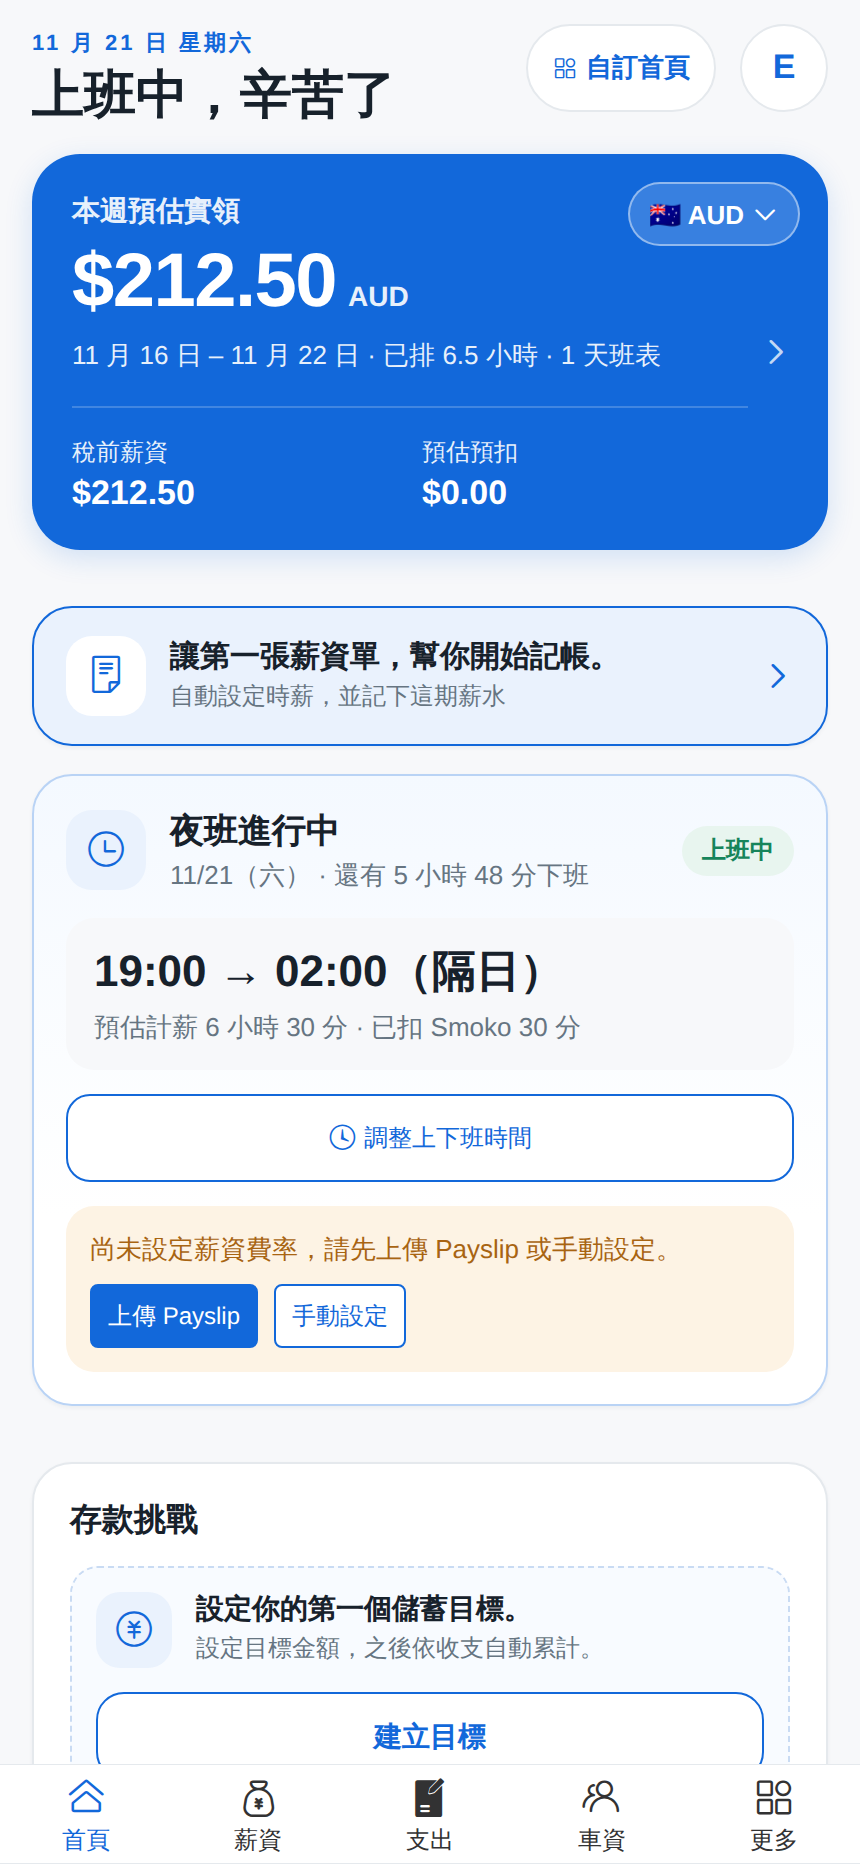 11 月 21 日 星期六
上班中，辛苦了
自訂首頁
E
本週預估實領
AUD
$212.50 AUD
11 月 16 日 – 11 月 22 日 · 已排 6.5 小時 · 1 天班表
稅前薪資
$212.50
預估預扣
$0.00
讓第一張薪資單，幫你開始記帳。
自動設定時薪，並記下這期薪水
夜班進行中
11/21（六） · 還有 5 小時 48 分下班
上班中
19:00 → 02:00（隔日）
預估計薪 6 小時 30 分 · 已扣 Smoko 30 分
調整上下班時間
尚未設定薪資費率，請先上傳 Payslip 或手動設定。
上傳 Payslip
手動設定
存款挑戰
設定你的第一個儲蓄目標。
設定目標金額，之後依收支自動累計。
建立目標
首頁
薪資
支出
車資
更多